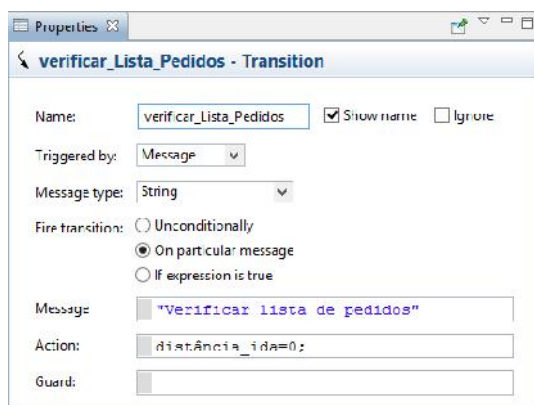 Properties
verificar_Lista_Pedidos - Transition
Name: verificar_Lista_Pedidos Show name Ignore
Triggered by: Message
Message type: String
Fire transition: Unconditionally
On particular message
If expression is true
Message "Verificar lista de pedidos"
Action: distância_ida=0;
Guard: